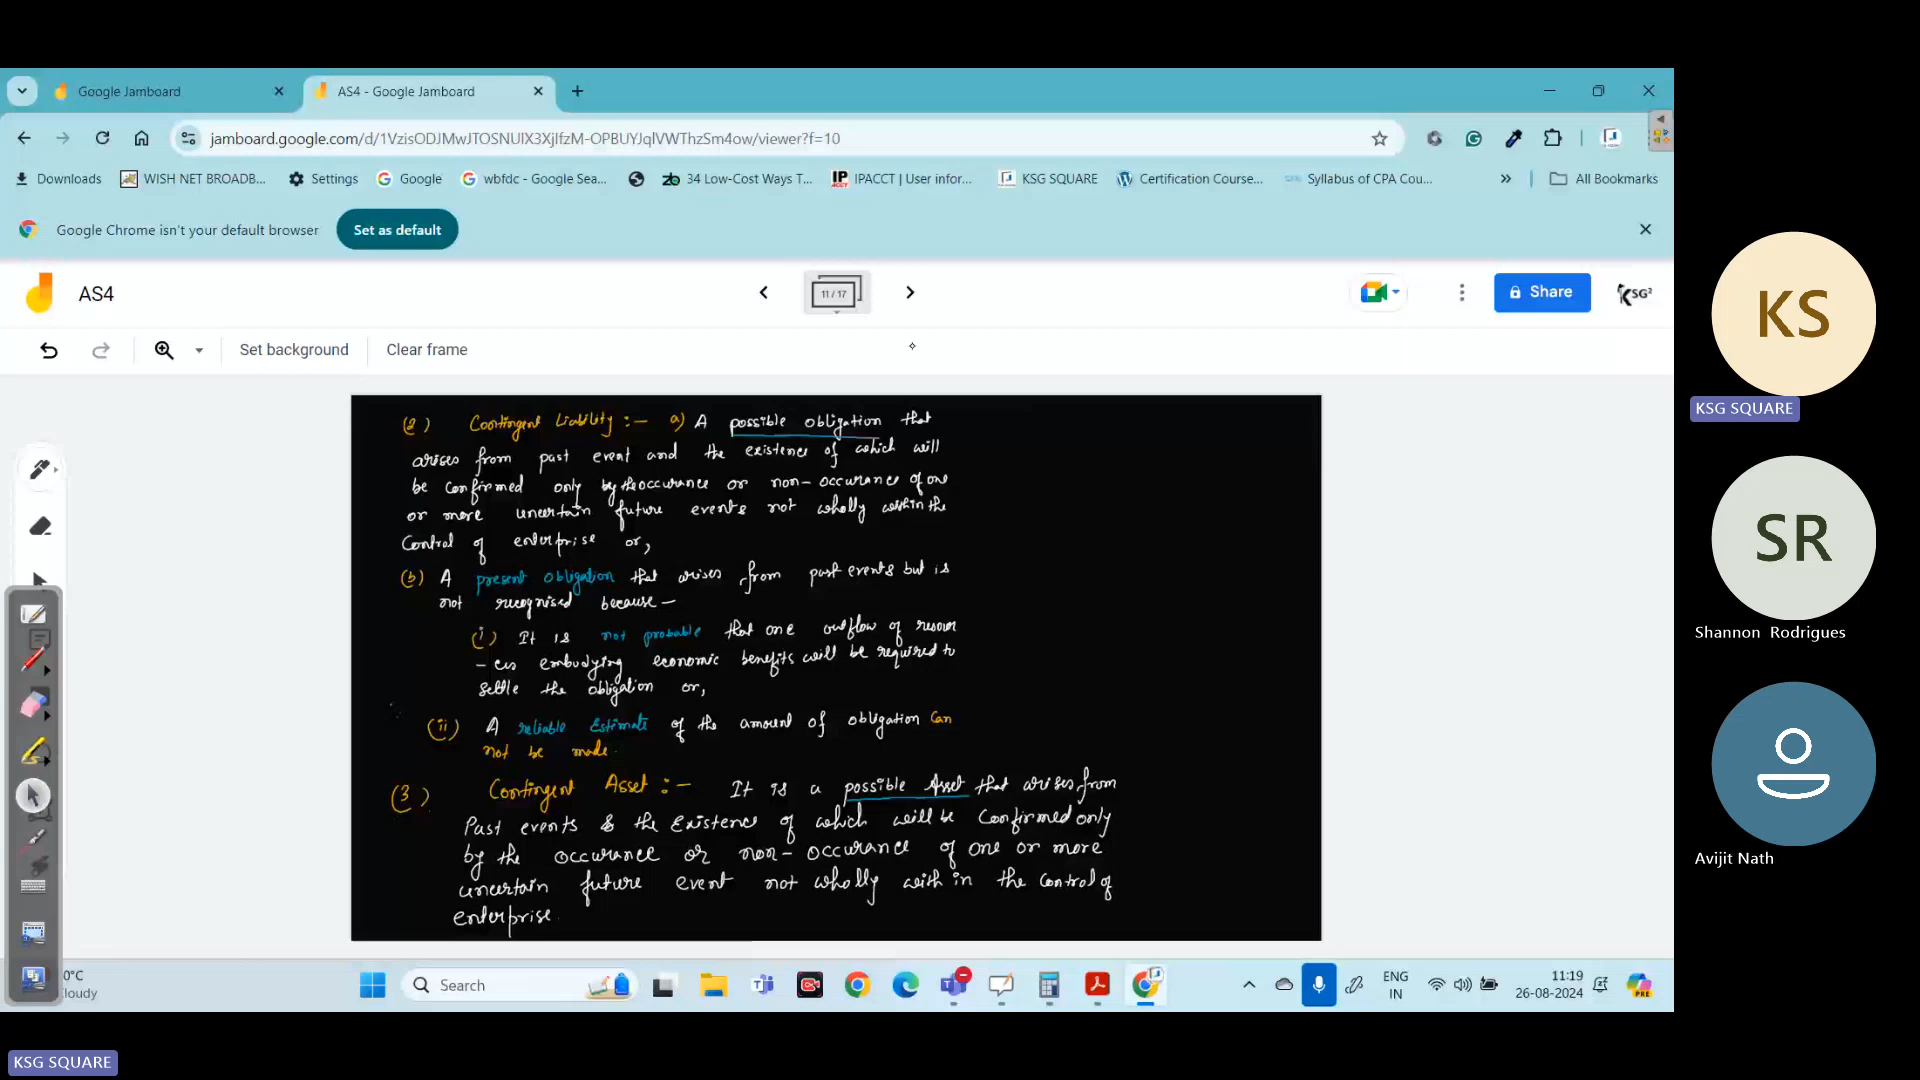 Google Jamboard
AS4 - Google Jamboard
jamboard.google.com/d/1VzisODJMwJTOSNUIX3XjIfzM-OPBUYJqlVWThzSm4ow/viewer?f=10
Downloads WISH NET BROADB... Settings Google wbfdc - Google Sea... 34 Low-Cost Ways T... IPACCT | User infor... KSG SQUARE Certification Course... Syllabus of CPA Cou... » All Bookmarks
Google Chrome isn't your default browser Set as default
AS4 11 / 17 Share KSG²
Set background Clear frame
(2) Contingent Liability :- a) A possible obligation that
arises from past event and the existence of which will
be confirmed only by the occurance or non-occurance of one
or more uncertain future events not wholly within the
Control of enterprise or,
(b) A present obligation that arises from past events but is
not recognised because -
(i) It is not probable that one outflow of resour
- ces embodying economic benefits will be required to
settle the obligation or,
(ii) A reliable Estimate of the amount of obligation Can
not be made.
(3) Contingent Asset :- It is a possible Asset that arises from
Past events & the Existence of which will be Confirmed only
by the occurance or non-occurance of one or more
uncertain future event not wholly with in the control of
enterprise.
0°C
Cloudy
Search
ENG
IN
11:19
26-08-2024
PRE
KS
KSG SQUARE
SR
Shannon Rodrigues
Avijit Nath
KSG SQUARE